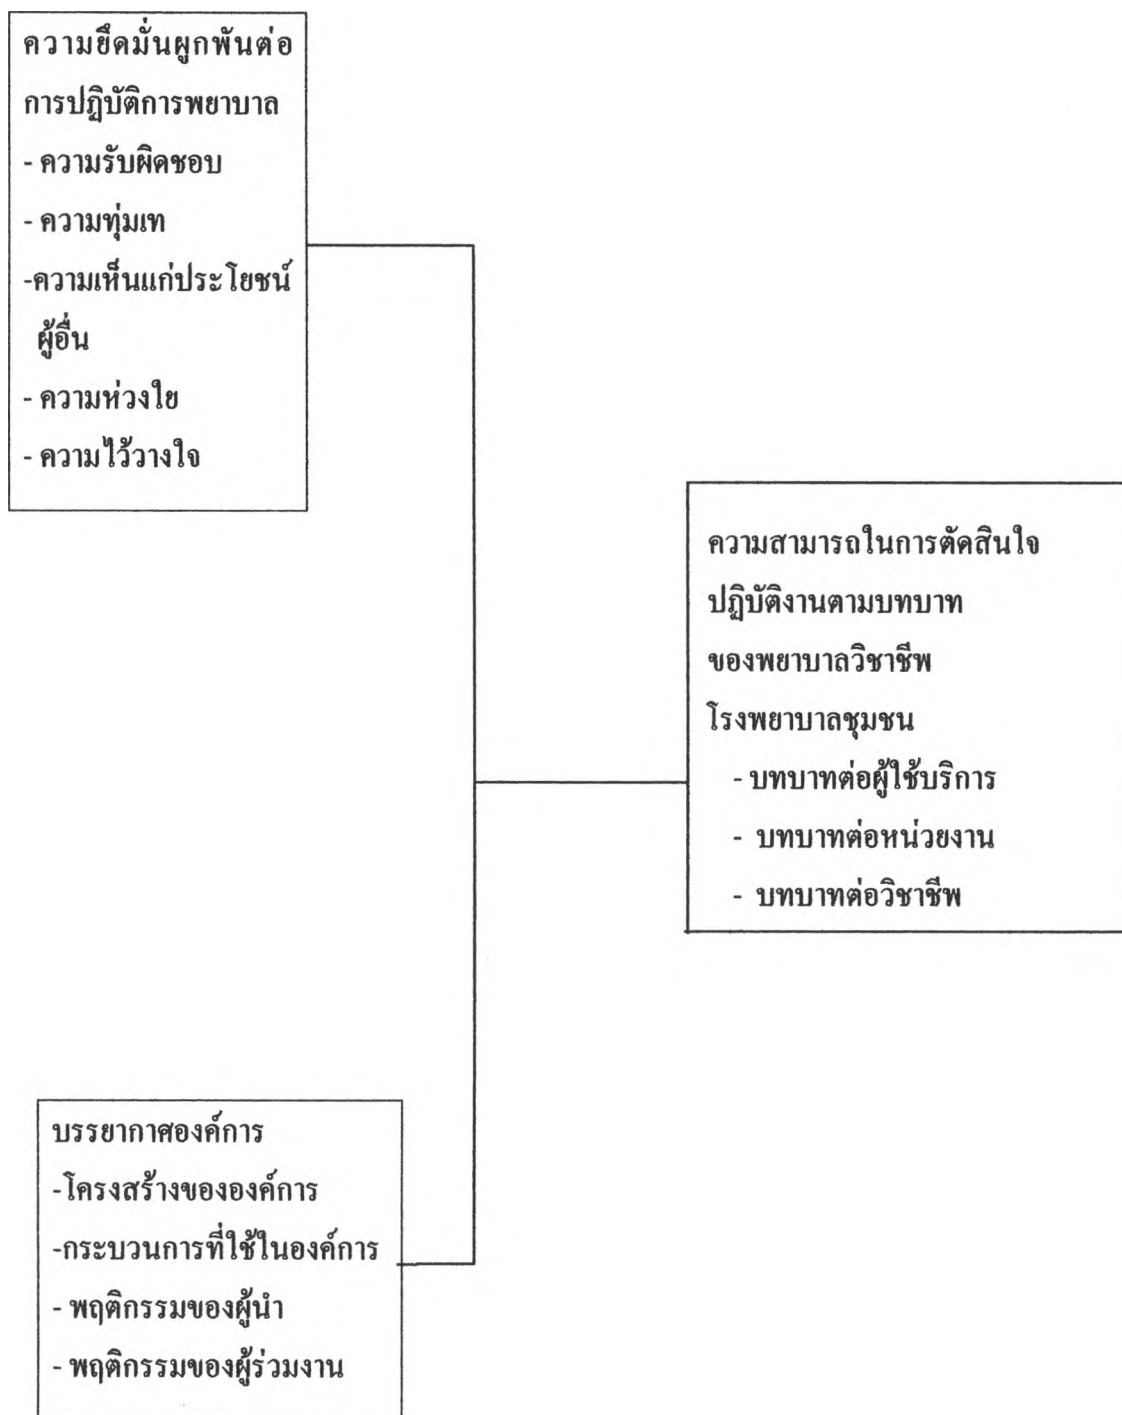 ความยึดมั่นผูกพันต่อ
การปฏิบัติการพยาบาล
- ความรับผิดชอบ
- ความทุ่มเท
-ความเห็นแก่ประโยชน์
ผู้อื่น
- ความห่วงใย
- ความไว้วางใจ
ความสามารถในการตัดสินใจ
ปฏิบัติงานตามบทบาท
ของพยาบาลวิชาชีพ
โรงพยาบาลชุมชน
- บทบาทต่อผู้ใช้บริการ
- บทบาทต่อหน่วยงาน
- บทบาทต่อวิชาชีพ
บรรยากาศองค์การ
-โครงสร้างขององค์การ
-กระบวนการที่ใช้ในองค์การ
- พฤติกรรมของผู้นำ
- พฤติกรรมของผู้ร่วมงาน